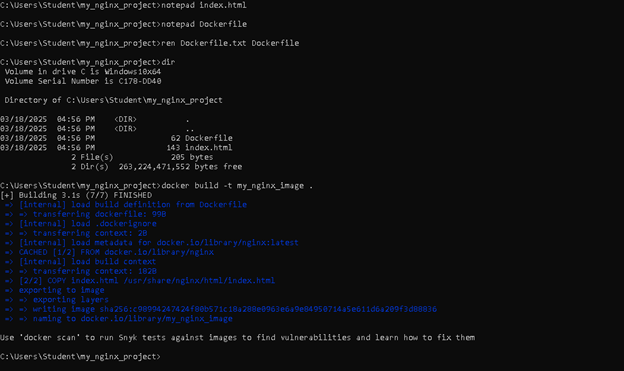 C:\Users\Student\my_nginx_project>notepad index.html
C:\Users\Student\my_nginx_project>notepad Dockerfile
C:\Users\Student\my_nginx_project>ren Dockerfile.txt Dockerfile
C:\Users\Student\my_nginx_project>dir
Volume in drive C is Windows10x64
Volume Serial Number is C178-DD40
Directory of C:\Users\Student\my_nginx_project
03/18/2025 04:56 PM <DIR> .
03/18/2025 04:56 PM <DIR> ..
03/18/2025 04:56 PM 62 Dockerfile
03/18/2025 04:56 PM 143 index.html
2 File(s) 205 bytes
2 Dir(s) 263,224,471,552 bytes free
C:\Users\Student\my_nginx_project>docker build -t my_nginx_image .
[+] Building 3.1s (7/7) FINISHED
=> [internal] load build definition from Dockerfile
=> => transferring dockerfile: 99B
=> [internal] load .dockerignore
=> => transferring context: 2B
=> [internal] load metadata for docker.io/library/nginx:latest
=> CACHED [1/2] FROM docker.io/library/nginx
=> [internal] load build context
=> => transferring context: 182B
=> [2/2] COPY index.html /usr/share/nginx/html/index.html
=> exporting to image
=> => exporting layers
=> => writing image
=> => naming to docker.io/library/my_nginx_image
Use 'docker scan' to run Snyk tests against images to find vulnerabilities and learn how to fix them
C:\Users\Student\my_nginx_project>